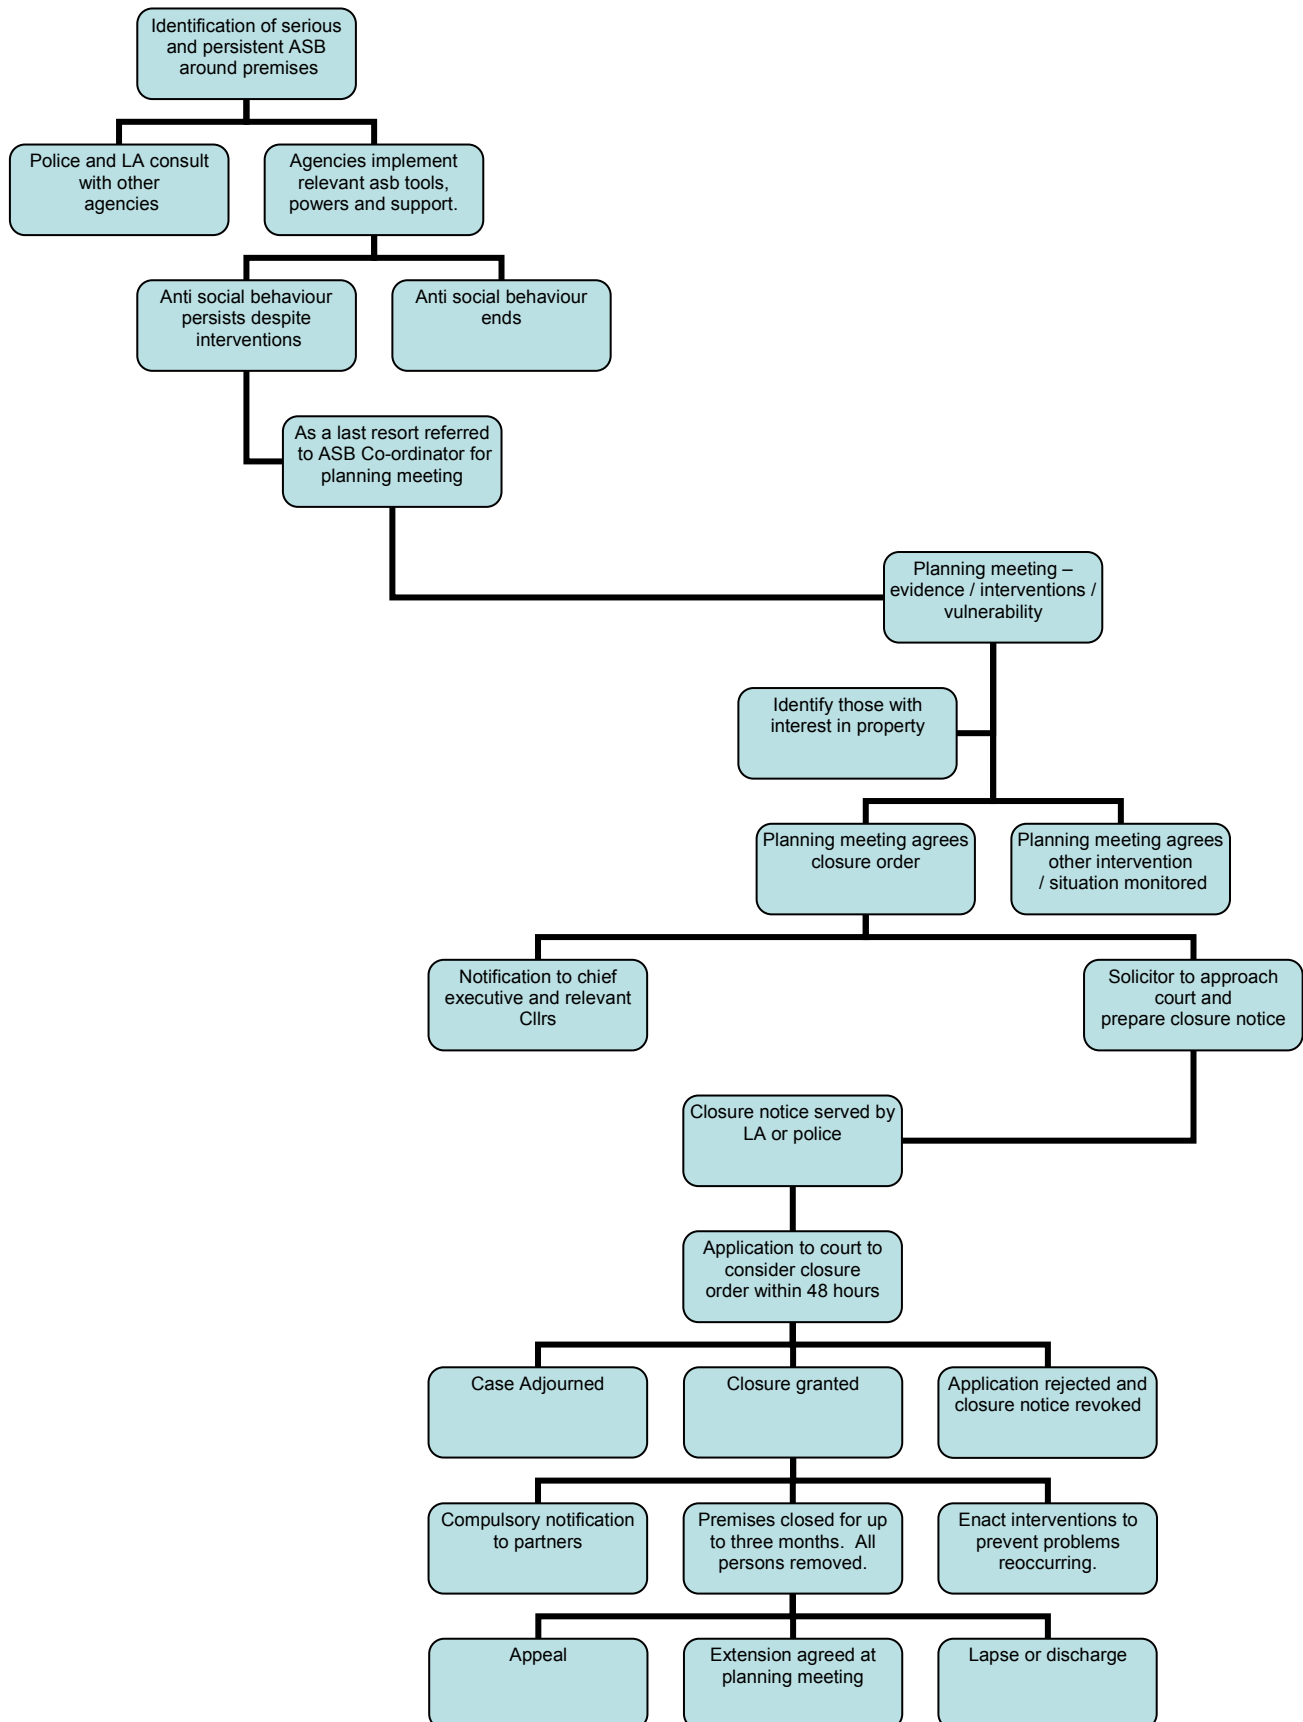 Identification of serious
and persistent ASB
around premises
Police and LA consult
with other
agencies
Agencies implement
relevant asb tools,
powers and support.
Anti social behaviour
persists despite
interventions
Anti social behaviour
ends
As a last resort referred
to ASB Co-ordinator for
planning meeting
Planning meeting –
evidence / interventions /
vulnerability
Identify those with
interest in property
Planning meeting agrees
closure order
Planning meeting agrees
other intervention
/ situation monitored
Notification to chief
executive and relevant
Cllrs
Solicitor to approach
court and
prepare closure notice
Closure notice served by
LA or police
Application to court to
consider closure
order within 48 hours
Case Adjourned
Closure granted
Application rejected and
closure notice revoked
Compulsory notification
to partners
Premises closed for up
to three months.  All
persons removed.
Enact interventions to
prevent problems
reoccurring.
Appeal
Extension agreed at
planning meeting
Lapse or discharge